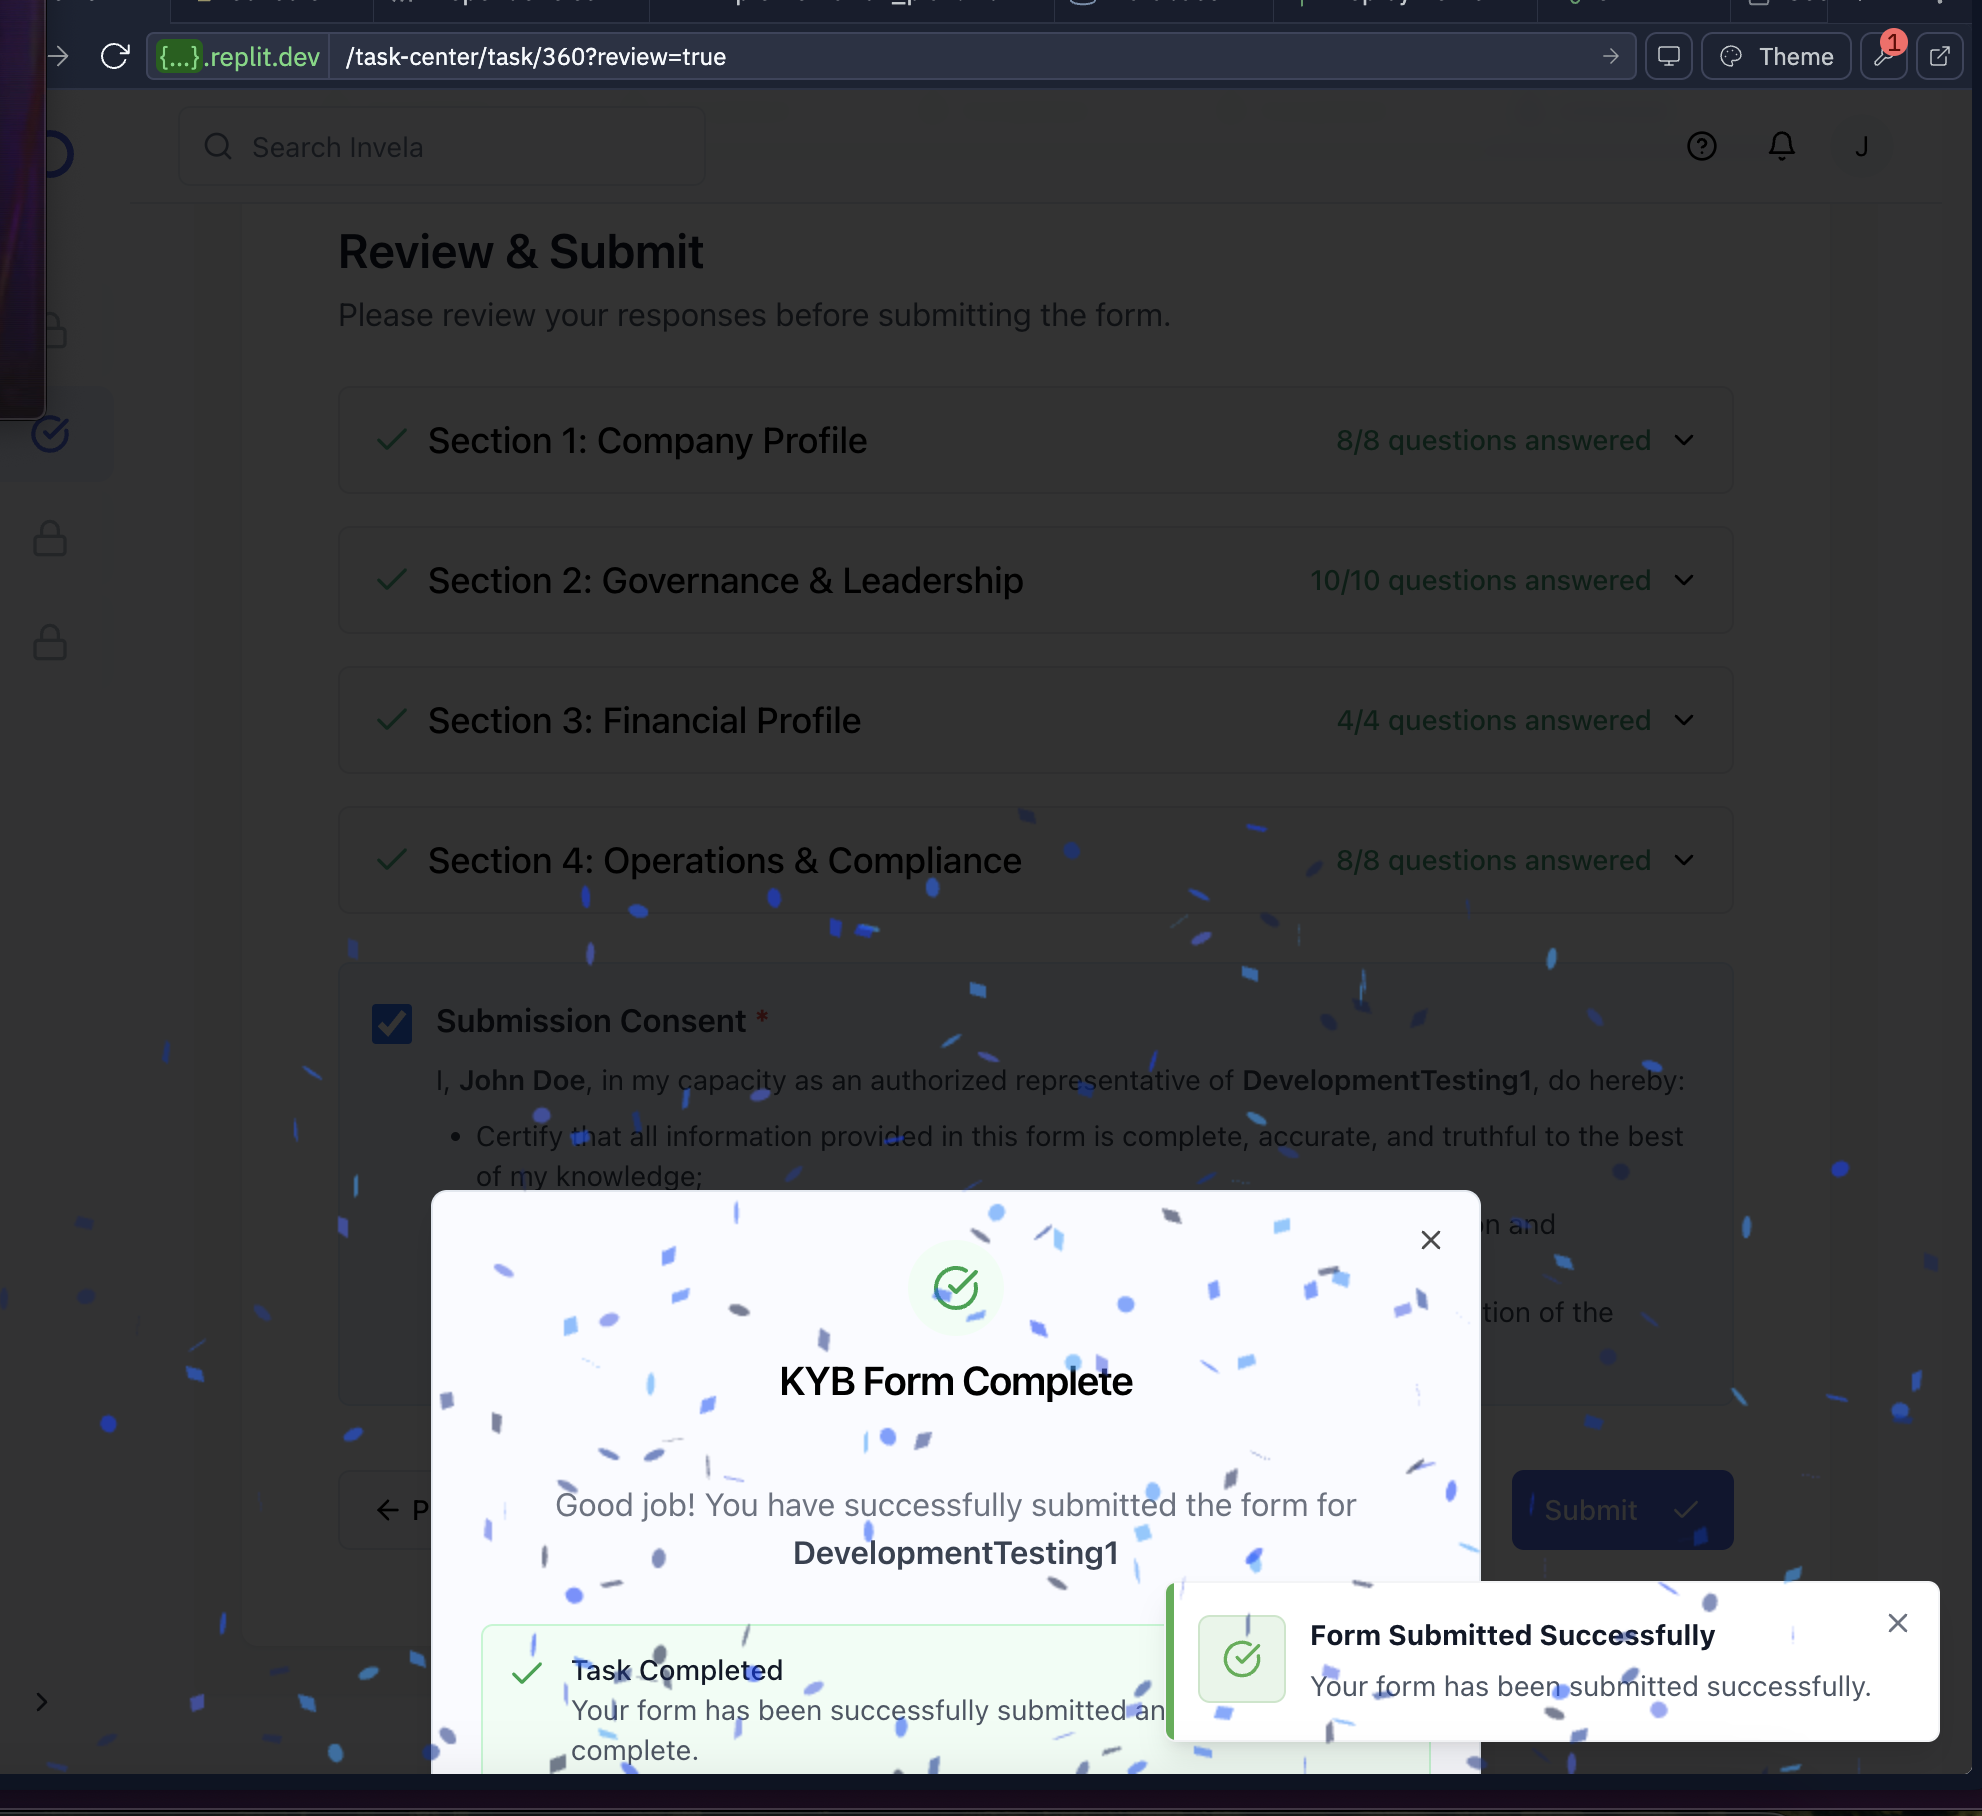 {...}.replit.dev /task-center/task/360?review=true
Theme
1
Search Invela
J
Review & Submit
Please review your responses before submitting the form.
Section 1: Company Profile
8/8 questions answered
Section 2: Governance & Leadership
10/10 questions answered
Section 3: Financial Profile
4/4 questions answered
Section 4: Operations & Compliance
8/8 questions answered
Submission Consent *
I, John Doe, in my capacity as an authorized representative of DevelopmentTesting1, do hereby:
• Certify that all information provided in this form is complete, accurate, and truthful to the best
of my knowledge;
and
of the
KYB Form Complete
Good job! You have successfully submitted the form for
DevelopmentTesting1
Submit
Task Completed
Your form has been successfully submitted
complete.
Form Submitted Successfully
Your form has been submitted successfully.